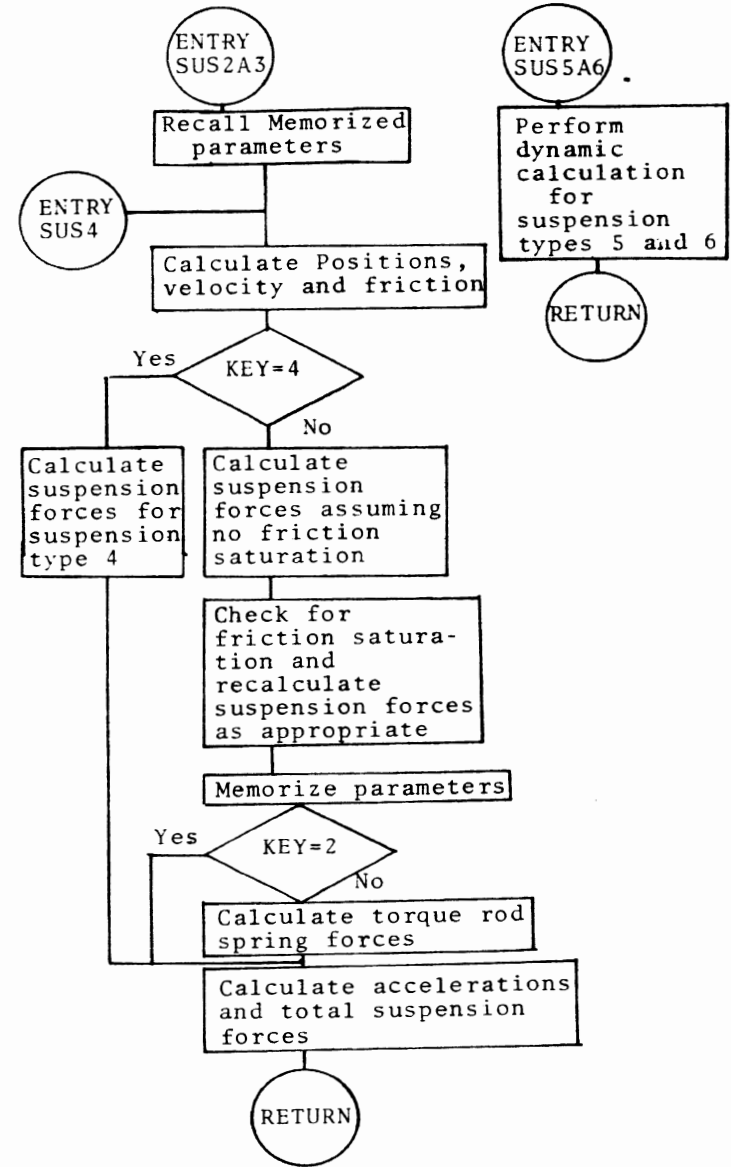 ENTRY
SUS2A3
Recall Memorized
parameters
ENTRY
SUS4
Calculate Positions,
velocity and friction
Yes
KEY=4
No
Calculate
suspension
forces for
suspension
type 4
Calculate
suspension
forces assuming
no friction
saturation
Check for
friction satura-
tion and
recalculate
suspension forces
as appropriate
Memorize parameters
Yes
KEY=2
No
Calculate torque rod
spring forces
Calculate accelerations
and total suspension
forces
RETURN
ENTRY
SUS5A6
Perform
dynamic
calculation
for
suspension
types 5 and 6
RETURN